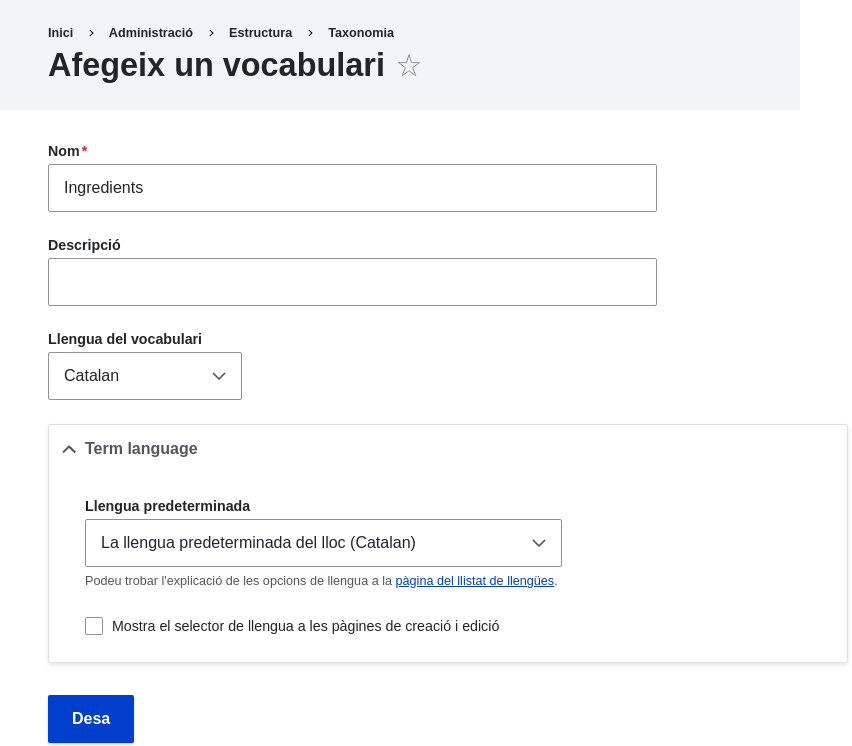 Inici › Administració › Estructura › Taxonomia
Afegeix un vocabulari
Nom*
Ingredients
Descripció
Llengua del vocabulari
Catalan
Term language
Llengua predeterminada
La llengua predeterminada del lloc (Catalan)
Podeu trobar l'explicació de les opcions de llengua a la pàgina del llistat de llengües.
Mostra el selector de llengua a les pàgines de creació i edició
Desa